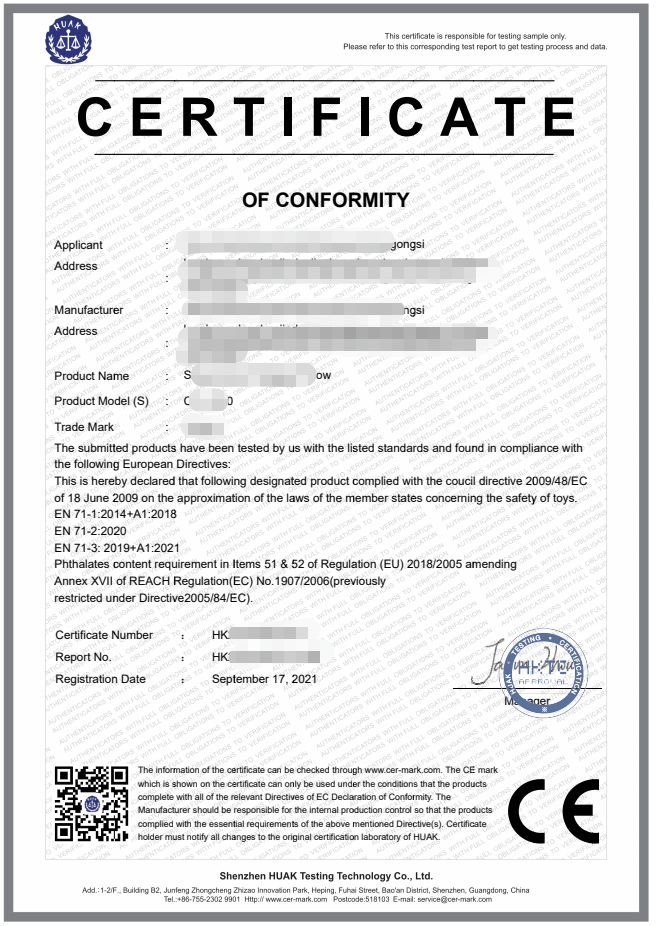 HUAK
This certificate is responsible for testing sample only.
Please refer to this corresponding test report to get testing process and data.
CERTIFICATE
OF CONFORMITY
Applicant : gongsi
Address :
Manufacturer : ngsi
Address :
Product Name : S ow
Product Model (S) : 0
Trade Mark :
The submitted products have been tested by us with the listed standards and found in compliance with
the following European Directives:
This is hereby declared that following designated product complied with the coucil directive 2009/48/EC
of 18 June 2009 on the approximation of the laws of the member states concerning the safety of toys.
EN 71-1:2014+A1:2018
EN 71-2:2020
EN 71-3: 2019+A1:2021
Phthalates content requirement in Items 51 & 52 of Regulation (EU) 2018/2005 amending
Annex XVII of REACH Regulation(EC) No.1907/2006(previously
restricted under Directive2005/84/EC).
Certificate Number : HK
Report No. : HK
Registration Date : September 17, 2021
HUAK TESTING • CERTIFICATION
HKTC
APPROVAL
Manager
The information of the certificate can be checked through www.cer-mark.com. The CE mark
which is shown on the certificate can only be used under the conditions that the products
complete with all of the relevant Directives of EC Declaration of Conformity. The
Manufacturer should be responsible for the internal production control so that the products
complied with the essential requirements of the above mentioned Directive(s). Certificate
holder must notify all changes to the original certification laboratory of HUAK.
CE
Shenzhen HUAK Testing Technology Co., Ltd.
Add.:1-2/F., Building B2, Junfeng Zhongcheng Zhizao Innovation Park, Heping, Fuhai Street, Bao'an District, Shenzhen, Guangdong, China
Tel.:+86-755-2302 9901 Http:// www.cer-mark.com Postcode:518103 E-mail: service@cer-mark.com